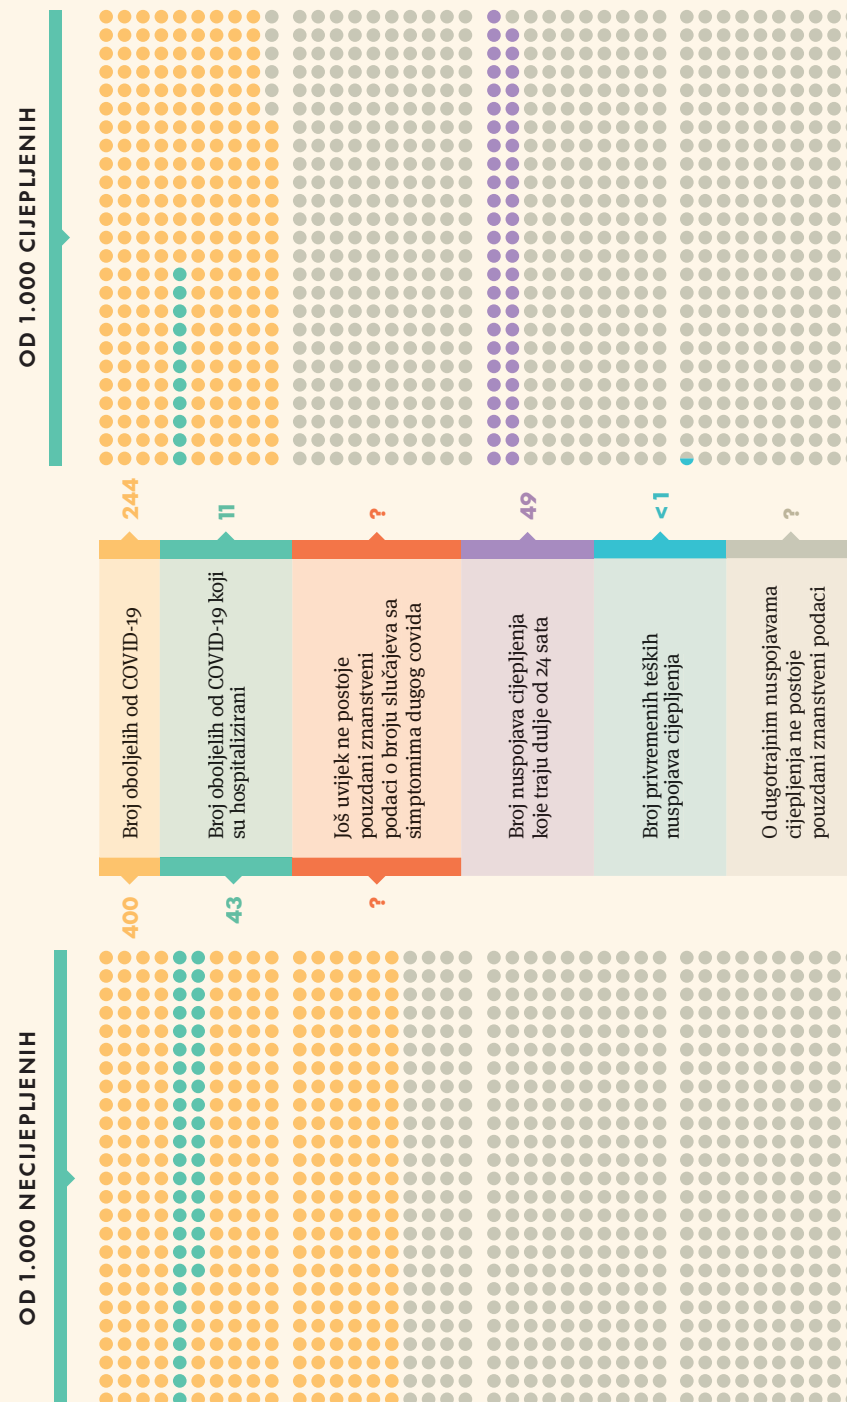 OD 1.000 NECIJEPLJENIH
OD 1.000 CIJEPLJENIH
400
Broj oboljelih od COVID-19
244
43
Broj oboljelih od COVID-19 koji
su hospitalizirani
11
?
Još uvijek ne postoje
pouzdani znanstveni
podaci o broju slučajeva sa
simptomima dugog covida
?
Broj nuspojava cijepljenja
koje traju dulje od 24 sata
49
Broj privremenih teških
nuspojava cijepljenja
<1
O dugotrajnim nuspojavama
cijepljenja ne postoje
pouzdani znanstveni podaci
?